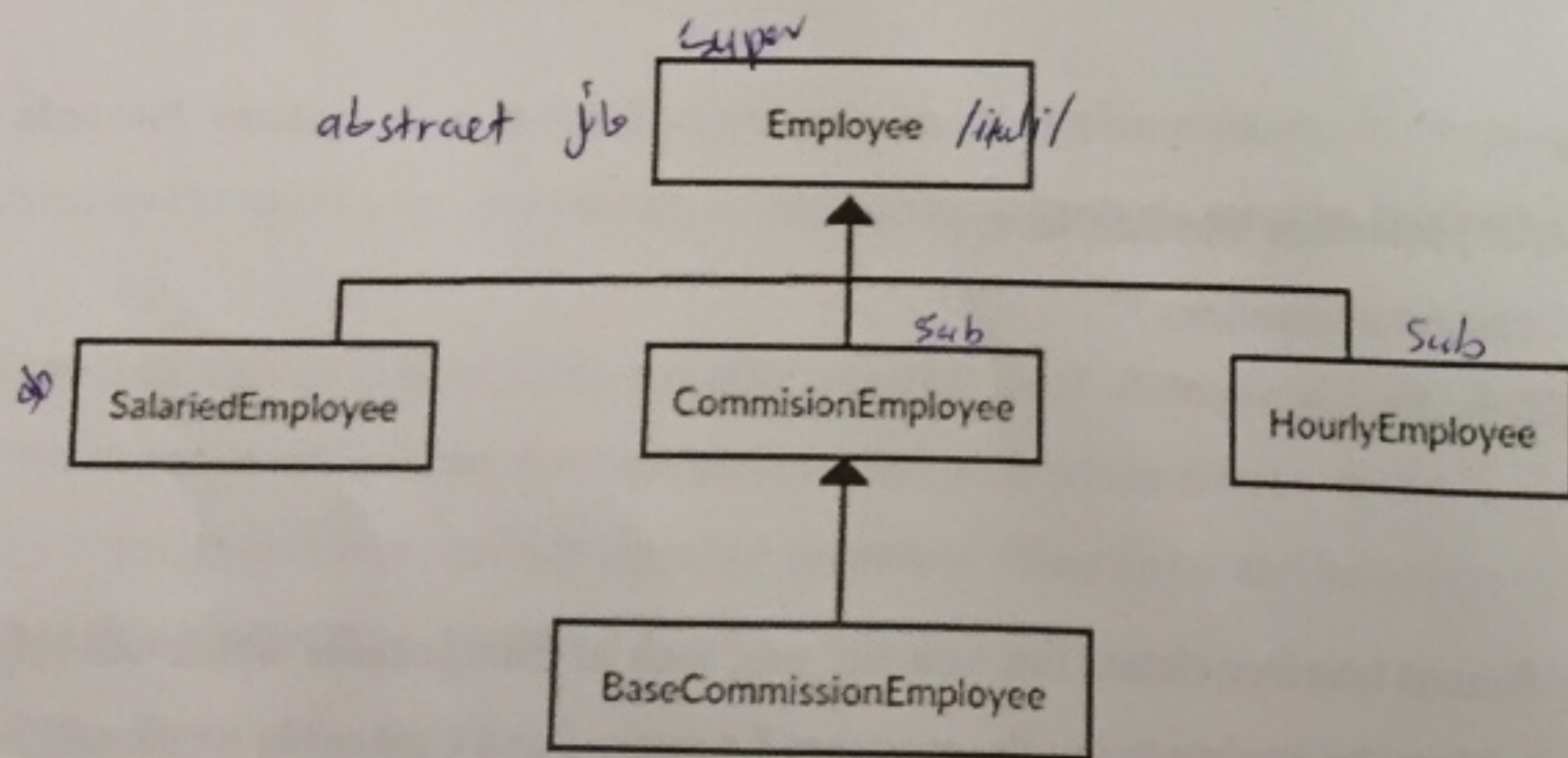 super
abstract Employee
sub
Sub
SalariedEmployee
CommisionEmployee
HourlyEmployee
BaseCommissionEmployee